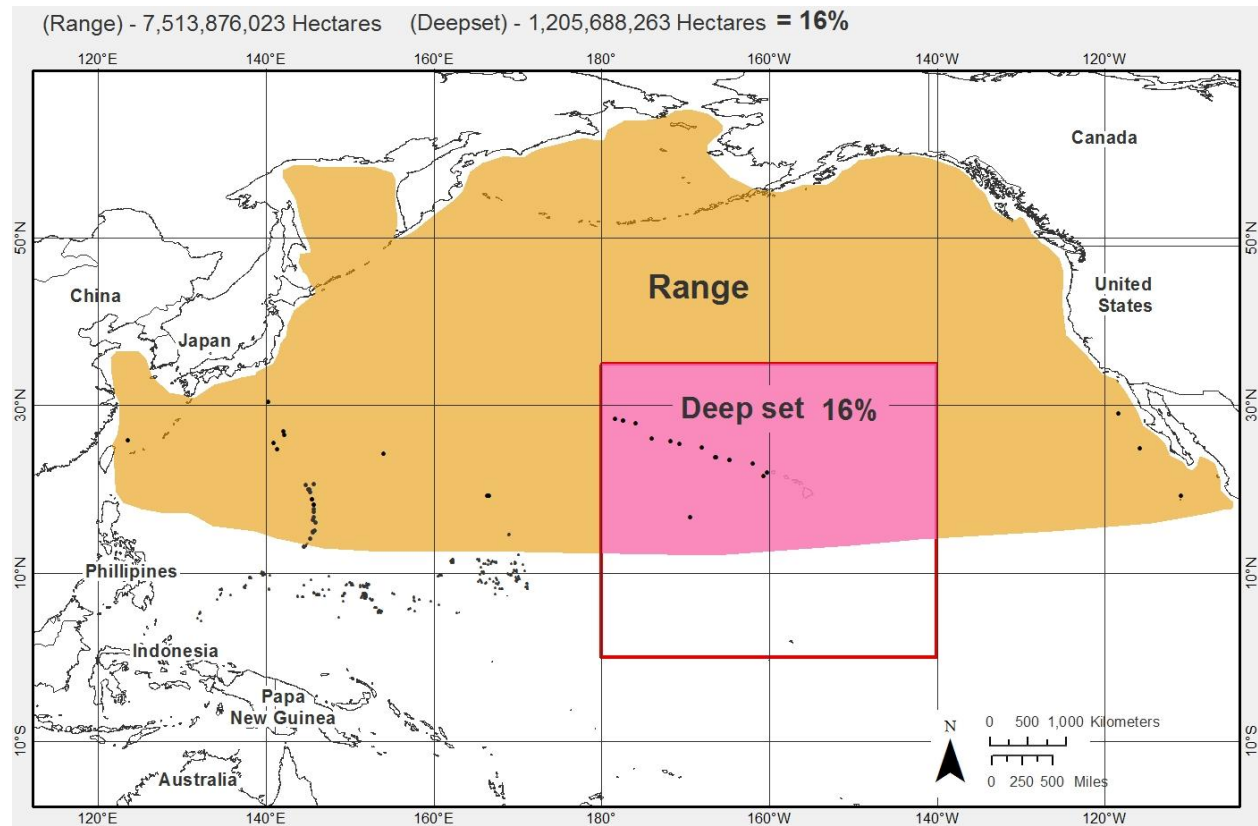 (Range) - 7,513,876,023 Hectares (Deepset) - 1,205,688,263 Hectares = 16%
120°E 140°E 160°E 180° 160°W 140°W 120°W
Canada
50°N 50°N
Range
China
United
States
Japan
30°N 30°N
Deep set 16%
10°N 10°N
Phillipines
Indonesia
Papa
New Guinea
N
0 500 1,000 Kilometers
10°S 10°S
0 250 500 Miles
Australia
120°E 140°E 160°E 180° 160°W 140°W 120°W